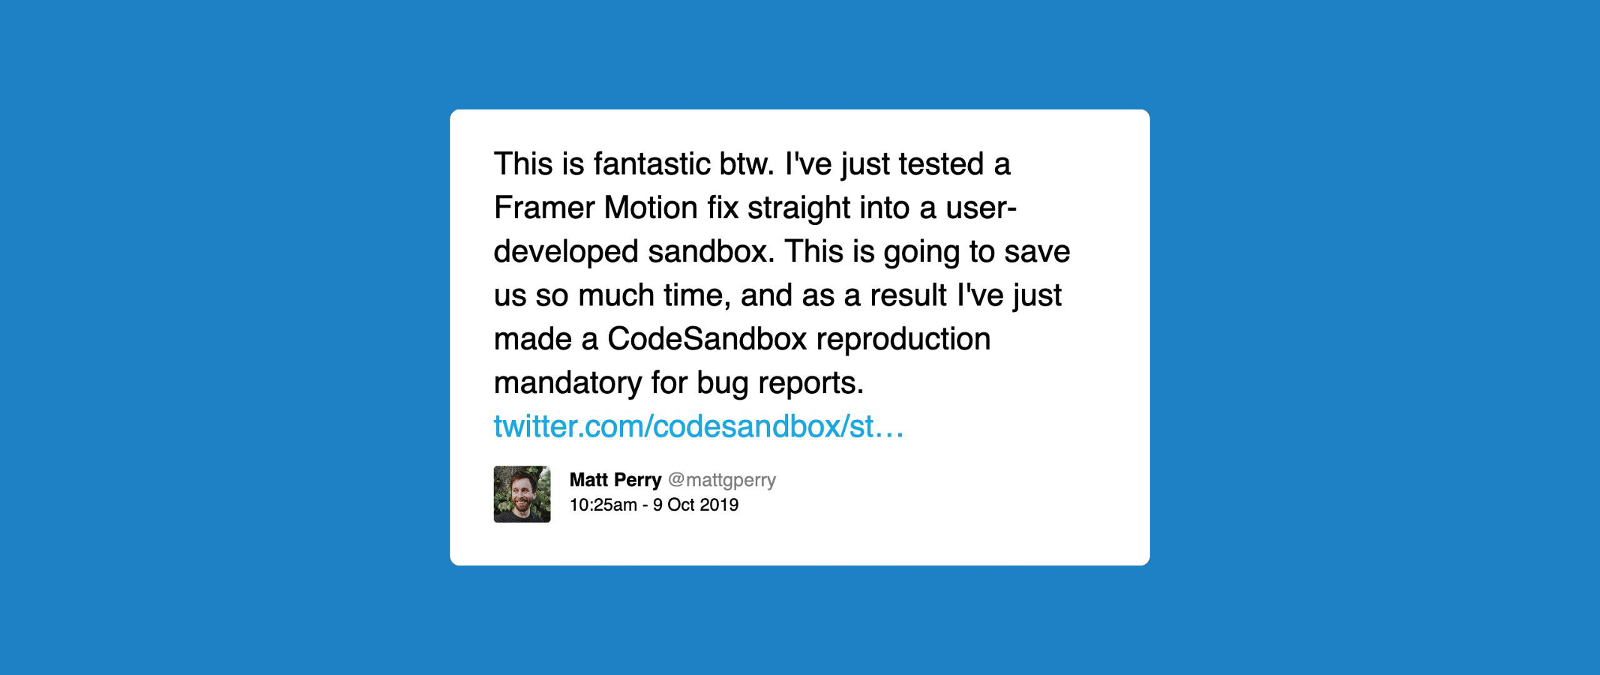 This is fantastic btw. I've just tested a
Framer Motion fix straight into a user-
developed sandbox. This is going to save
us so much time, and as a result I've just
made a CodeSandbox reproduction
mandatory for bug reports.
twitter.com/codesandbox/st…
Matt Perry @mattgperry
10:25am - 9 Oct 2019